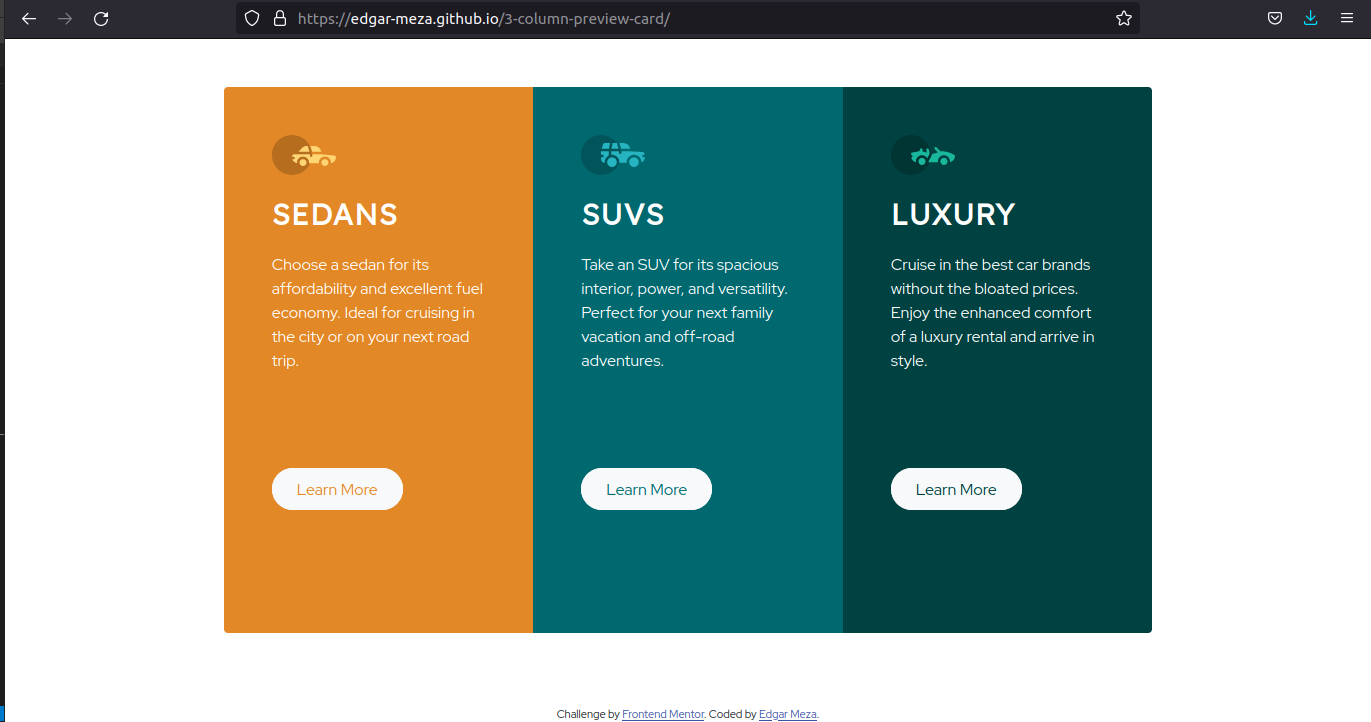 https://edgar-meza.github.io/3-column-preview-card/
SEDANS
Choose a sedan for its
affordability and excellent fuel
economy. Ideal for cruising in
the city or on your next road
trip.
Learn More
SUVS
Take an SUV for its spacious
interior, power, and versatility.
Perfect for your next family
vacation and off-road
adventures.
Learn More
LUXURY
Cruise in the best car brands
without the bloated prices.
Enjoy the enhanced comfort
of a luxury rental and arrive in
style.
Learn More
Challenge by Frontend Mentor. Coded by Edgar Meza.